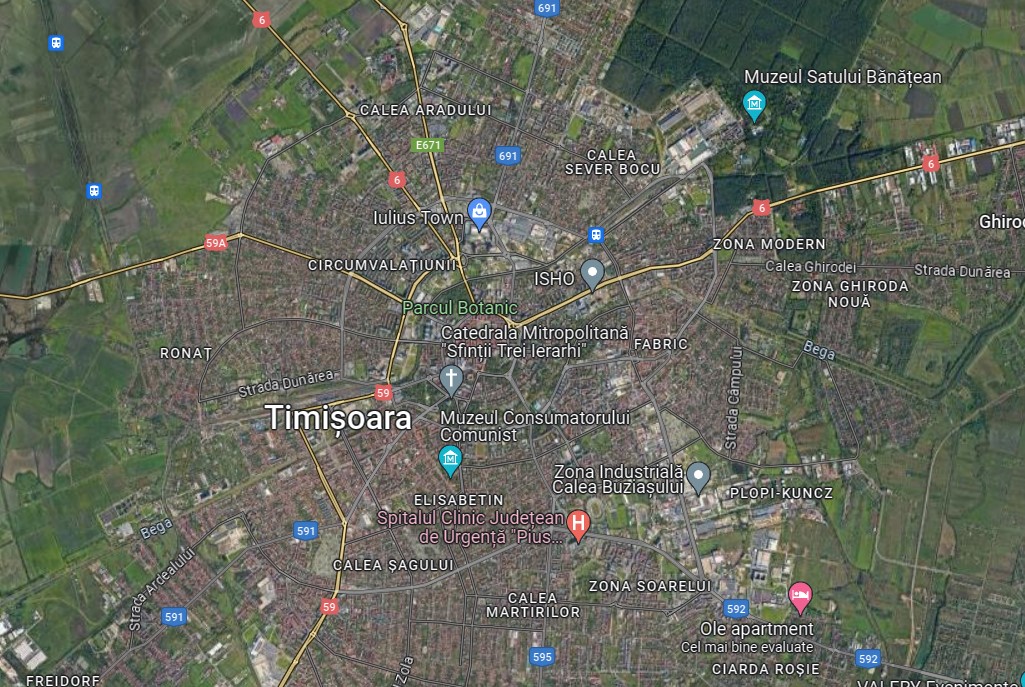 691
6
Muzeul Satului Bănățean
CALEA ARADULUI
E671
691
CALEA
SEVER BOCU
6
6
Iulius Town
6
Ghiro
59A
ZONA MODERN
CIRCUMVALAȚIUNII
ISHO
Calea Ghirodei
Strada Dunărea
ZONA GHIRODA
NOUĂ
Parcul Botanic
Catedrala Mitropolitană
"Sfinții Trei Ierarhi"
FABRIC
RONAȚ
Bega
Strada Dunărea
59
Strada Câmpului
Timișoara
Muzeul Consumatorului
Comunist
Zona Industrială
Calea Buziașului
PLOPI-KUNCZ
ELISABETIN
Spitalul Clinic Județean
de Urgență "Pius...
Bega
591
CALEA ȘAGULUI
Strada Ardealului
ZONA SOARELUI
CALEA
MARTIRILOR
59
592
591
Ole apartment
Cel mai bine evaluate
595
592
CIARDA ROȘIE
FREIDORF
VALERY Evenimente